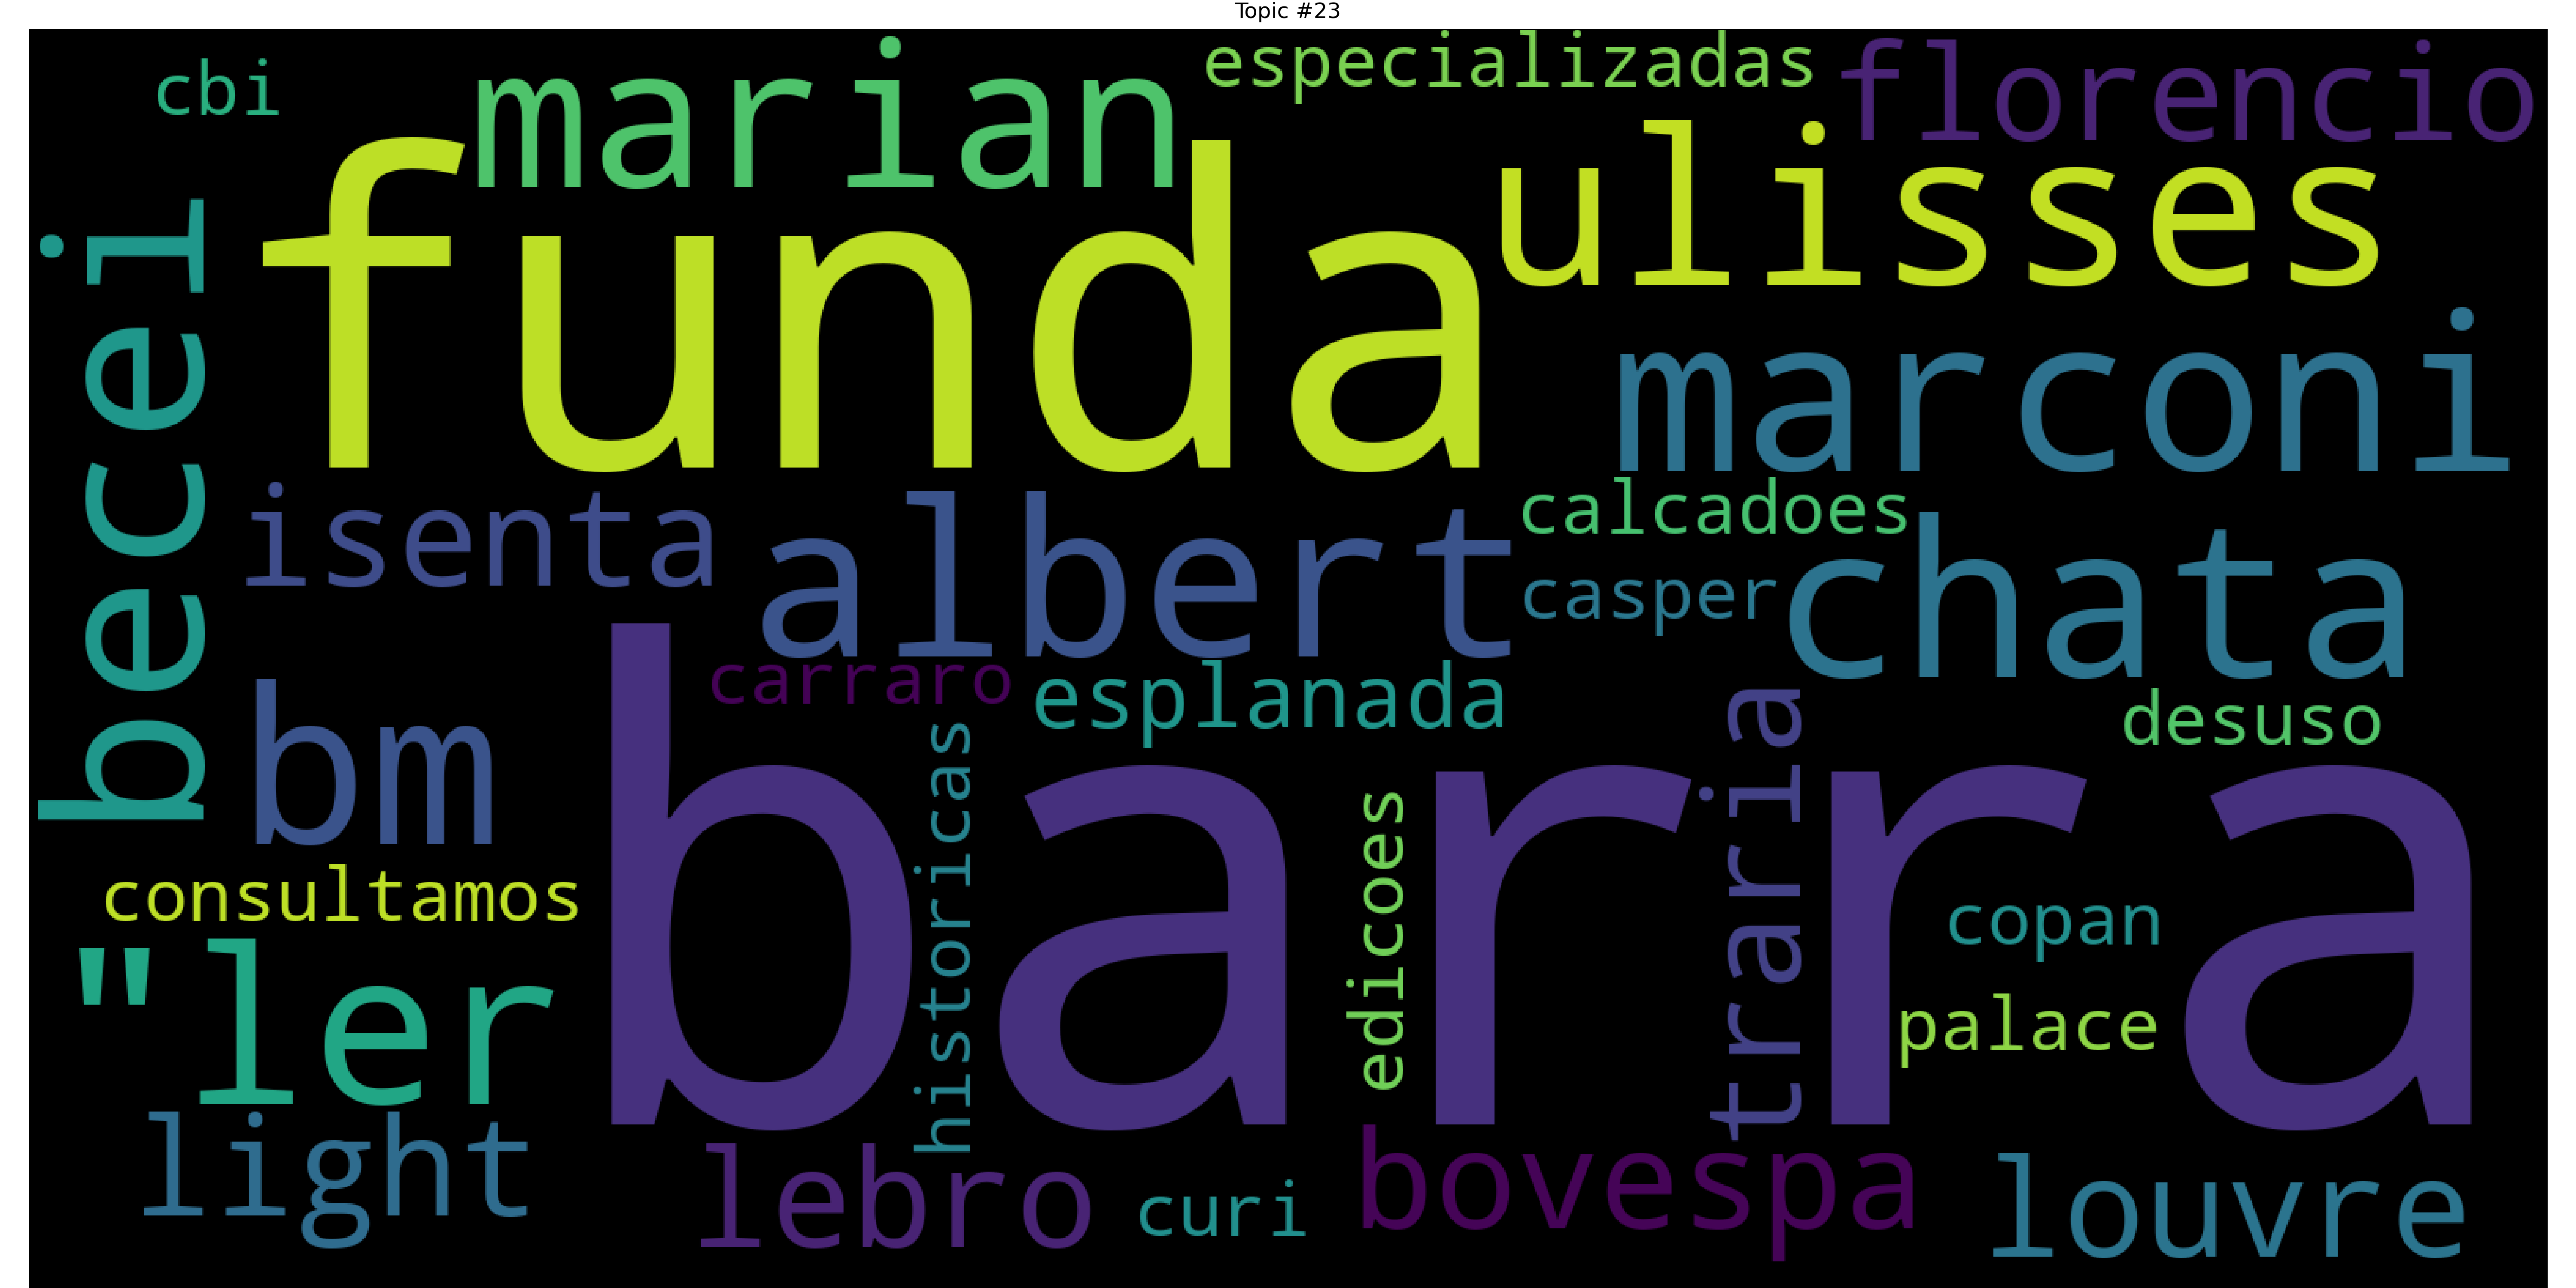 Topic #23
cbi
marian
especializadas
florencio
funda
ulisses
becei
marconi
isenta
albert
calcadoes
casper
chata
carraro
esplanada
bm
desuso
barra
historicas
edicoes
traria
consultamos
copan
"ler
palace
light
lebro
curi
bovespa
louvre